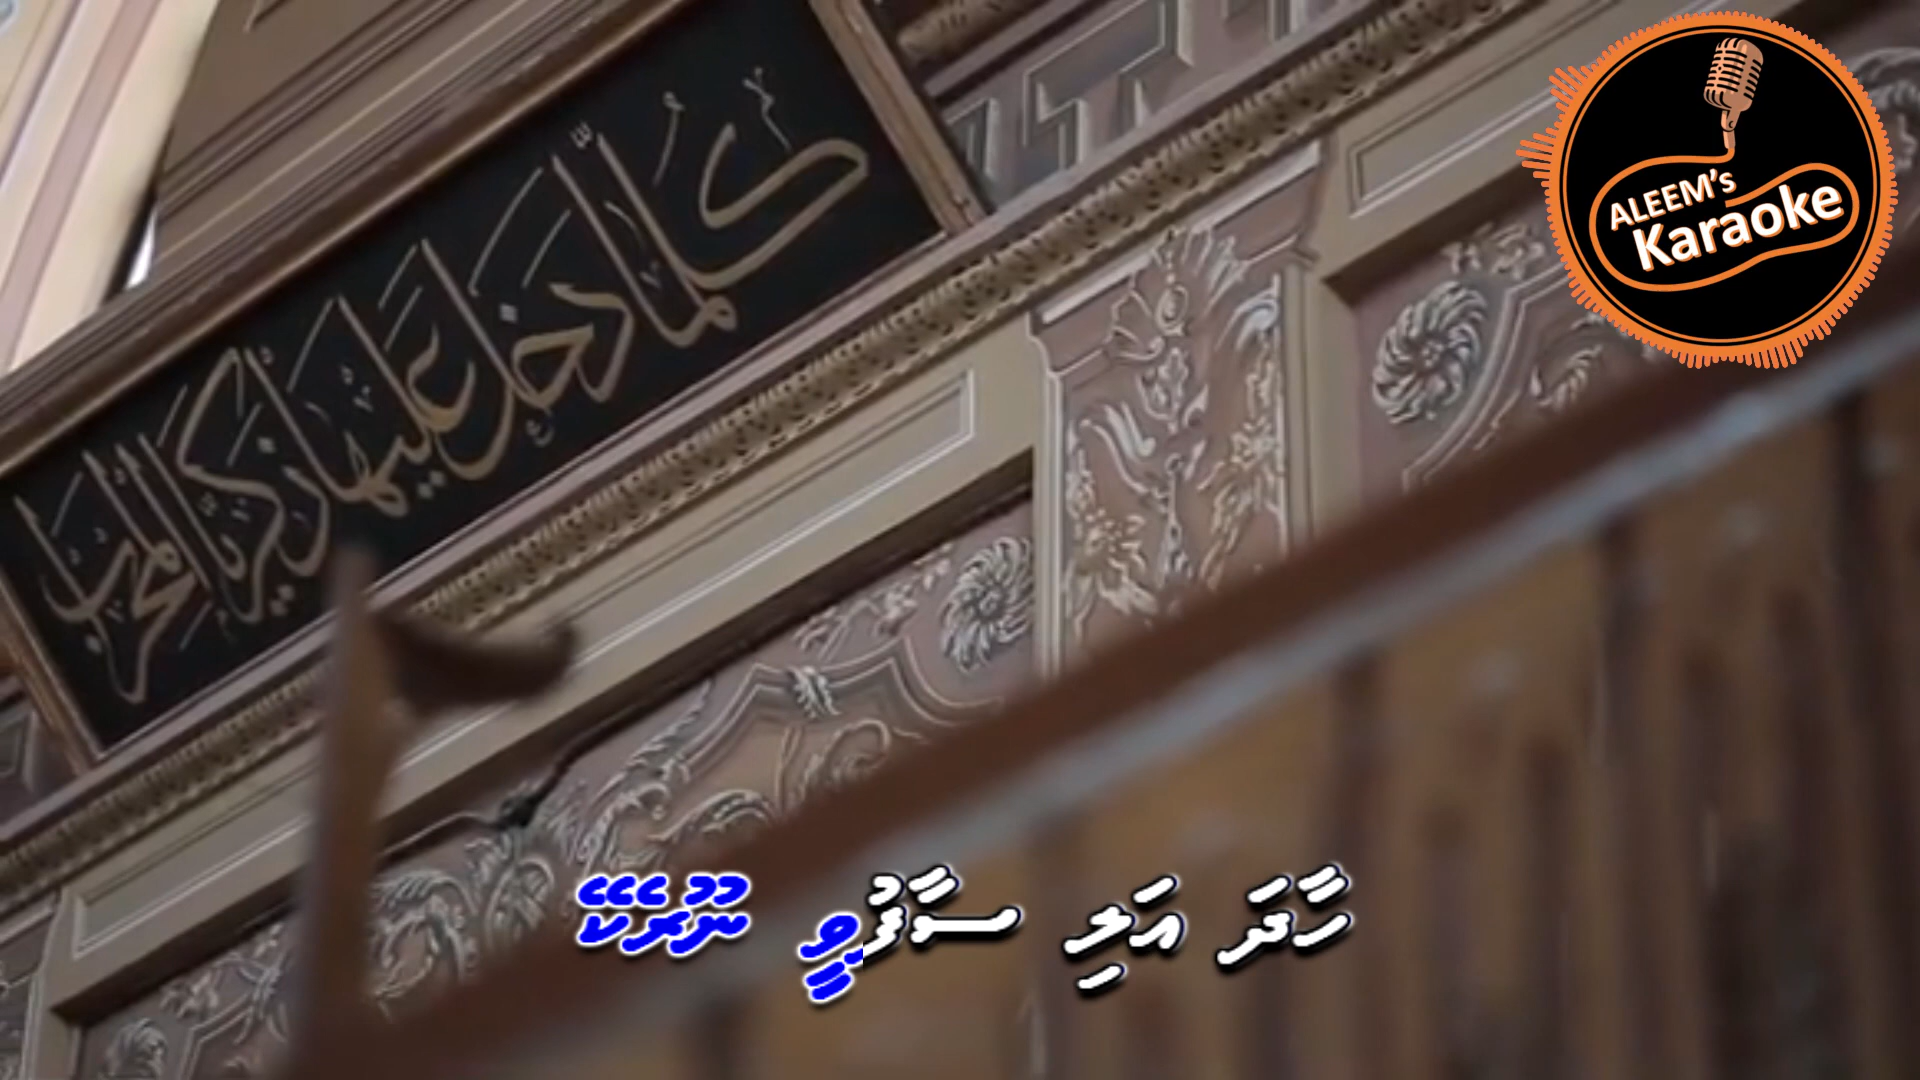 كلما دخل عليها زكريا المحراب
ALEEM's
Karaoke
ހާދަ އަލި ސާފުވީ ނޫރެކޭ